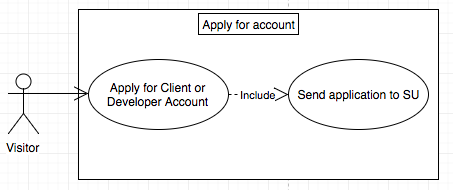 Apply for account
Apply for Client or
Developer Account
Include
Send application to SU
Visitor